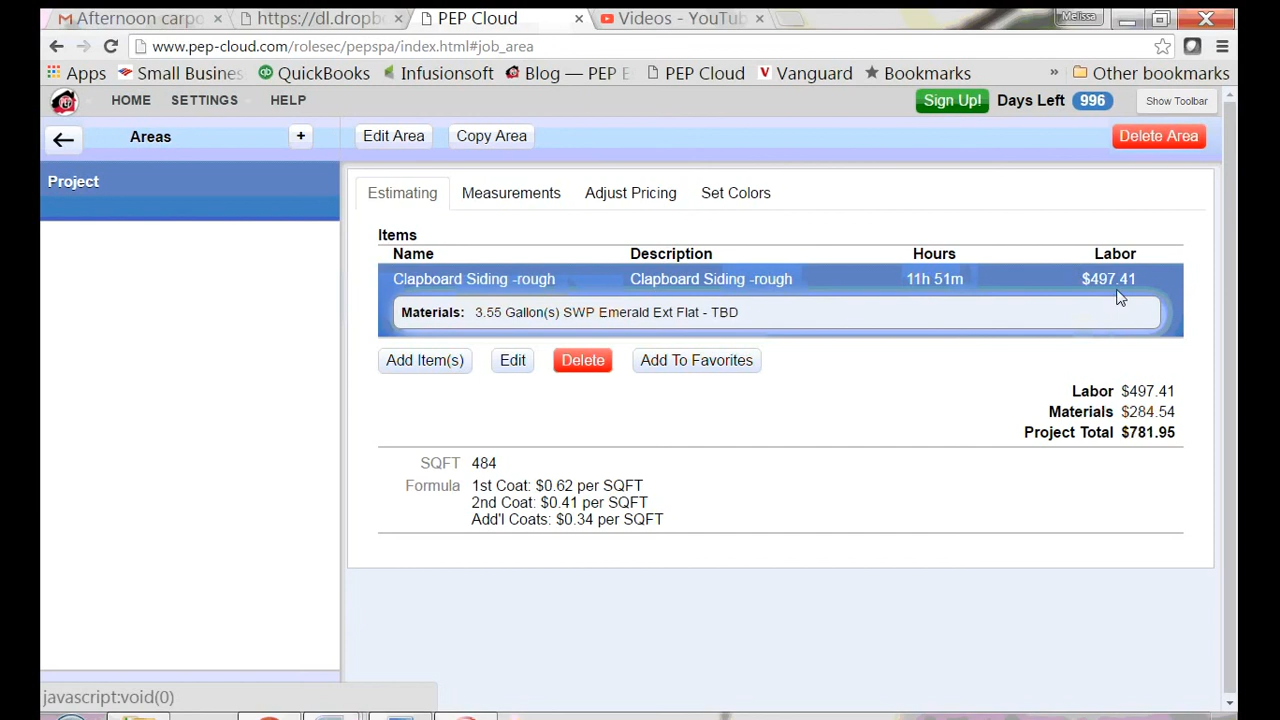 Afternoon carpo × https://dl.dropb × PEP Cloud × Videos - YouTu × Melissa
www.pep-cloud.com/rolesec/pepspa/index.html#job_area
Apps Small Busines QuickBooks Infusionsoft Blog — PEP E PEP Cloud Vanguard Bookmarks » Other bookmarks
PEP HOME SETTINGS HELP Sign Up! Days Left 996 Show Toolbar
Areas + Edit Area Copy Area Delete Area
Project
Estimating Measurements Adjust Pricing Set Colors
Items
Name Description Hours Labor
Clapboard Siding -rough Clapboard Siding -rough 11h 51m $497.41
Materials: 3.55 Gallon(s) SWP Emerald Ext Flat - TBD
Add Item(s) Edit Delete Add To Favorites
Labor $497.41
Materials $284.54
Project Total $781.95
SQFT 484
Formula 1st Coat: $0.62 per SQFT
2nd Coat: $0.41 per SQFT
Add'l Coats: $0.34 per SQFT
javascript:void(0)